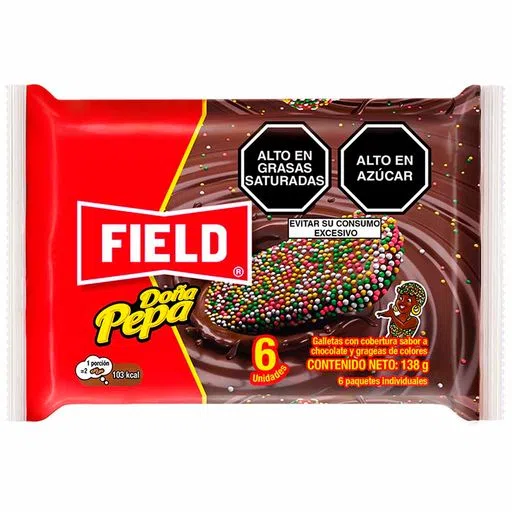 ALTO EN
GRASAS
SATURADAS
ALTO EN
AZÚCAR
EVITAR SU CONSUMO
EXCESIVO
FIELD
®
Doña
Pepa
1 porción
=2
103 kcal
6
Unidades
Galletas con cobertura sabor a
chocolate y grageas de colores
CONTENIDO NETO: 138 g
6 paquetes individuales